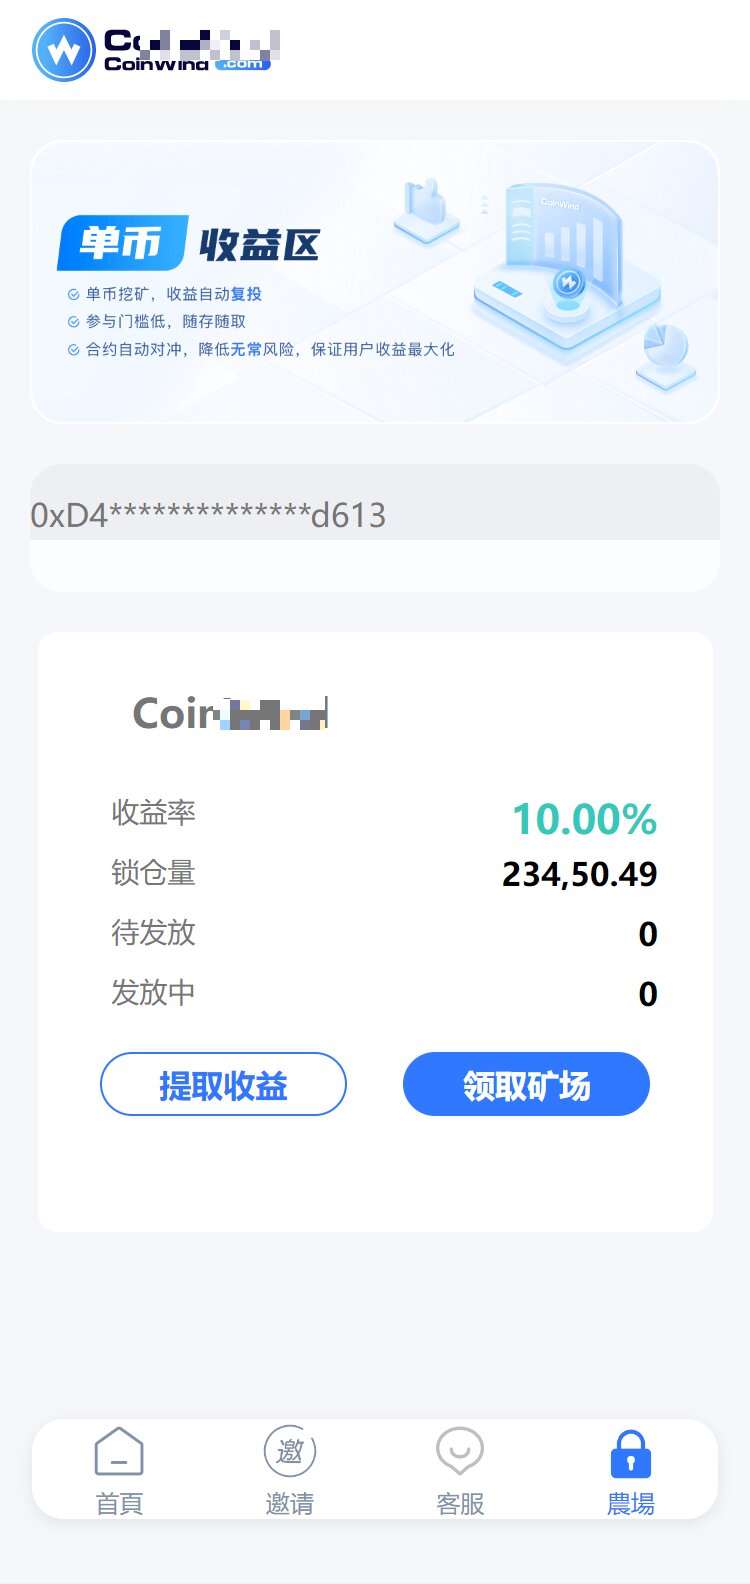 CoinWind
.com
单币 收益区
单币挖矿，收益自动复投
参与门槛低，随存随取
合约自动对冲，降低无常风险，保证用户收益最大化
CoinWind
0xD4**************d613
收益率 10.00%
锁仓量 234,50.49
待发放 0
发放中 0
提取收益 领取矿场
邀
首頁 邀请 客服 農場